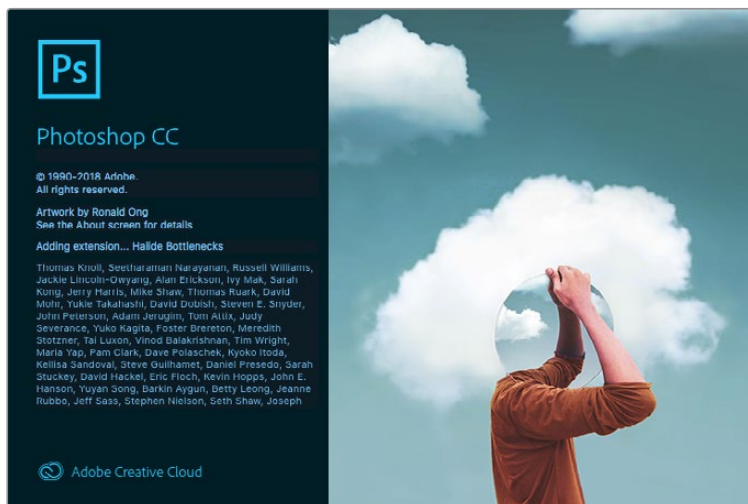 Ps
Photoshop CC
© 1990-2018 Adobe.
All rights reserved.
Artwork by Ronald Ong
See the About screen for details
Adding extension... Halide Bottlenecks
Thomas Knoll, Seetharaman Narayanan, Russell Williams,
Jackie Lincoln-Owyang, Alan Erickson, Ivy Mak, Sarah
Kong, Jerry Harris, Mike Shaw, Thomas Ruark, David
Mohr, Yukie Takahashi, David Dobish, Steven E. Snyder,
John Peterson, Adam Jerugim, Tom Attix, Judy
Severance, Yuko Kagita, Foster Brereton, Meredith
Stotzner, Tai Luxon, Vinod Balakrishnan, Tim Wright,
Maria Yap, Pam Clark, Dave Polaschek, Kyoko Itoda,
Kellisa Sandoval, Steve Guilhamet, Daniel Presedo, Sarah
Stuckey, David Hackel, Eric Floch, Kevin Hopps, John E.
Hanson, Yuyan Song, Barkin Aygun, Betty Leong, Jeanne
Rubbo, Jeff Sass, Stephen Nielson, Seth Shaw, Joseph
Adobe Creative Cloud